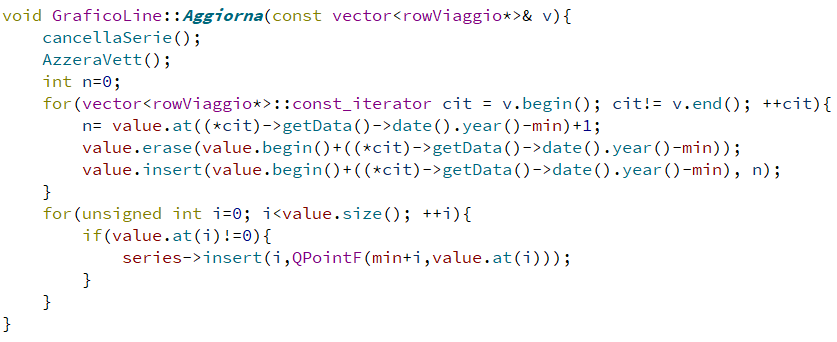 void GraficoLine::Aggiorna(const vector<rowViaggio*>& v){
    cancellaSerie();
    AzzeraVett();
    int n=0;
    for(vector<rowViaggio*>::const_iterator cit = v.begin(); cit!= v.end(); ++cit){
        n= value.at((*cit)->getData()->date().year()-min)+1;
        value.erase(value.begin()+((*cit)->getData()->date().year()-min));
        value.insert(value.begin()+((*cit)->getData()->date().year()-min), n);
    }
    for(unsigned int i=0; i<value.size(); ++i){
        if(value.at(i)!=0){
            series->insert(i,QPointF(min+i,value.at(i)));
        }
    }
}